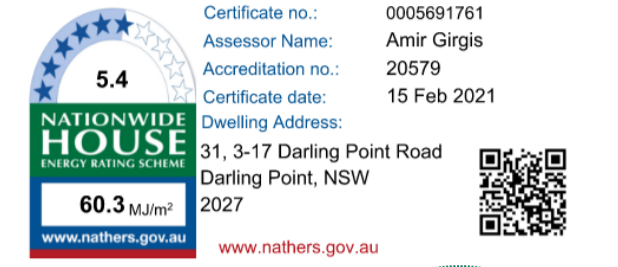 Certificate no.: 0005691761
Assessor Name: Amir Girgis
Accreditation no.: 20579
Certificate date: 15 Feb 2021
Dwelling Address:
31, 3-17 Darling Point Road
Darling Point, NSW
2027
www.nathers.gov.au
5.4
NATIONWIDE
HOUSE
ENERGY RATING SCHEME
60.3 MJ/m²
www.nathers.gov.au